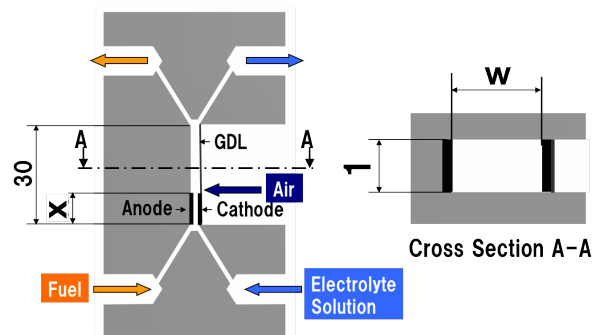 W
A
A
GDL
30
1
Air
X
Anode
Cathode
Cross Section A-A
Fuel
Electrolyte
Solution